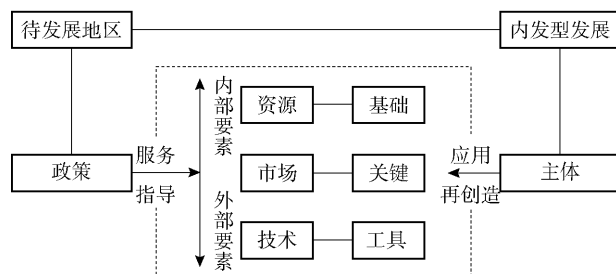 待发展地区
内发型发展
内部要素
资源
基础
政策
服务
指导
市场
关键
应用
再创造
主体
外部要素
技术
工具